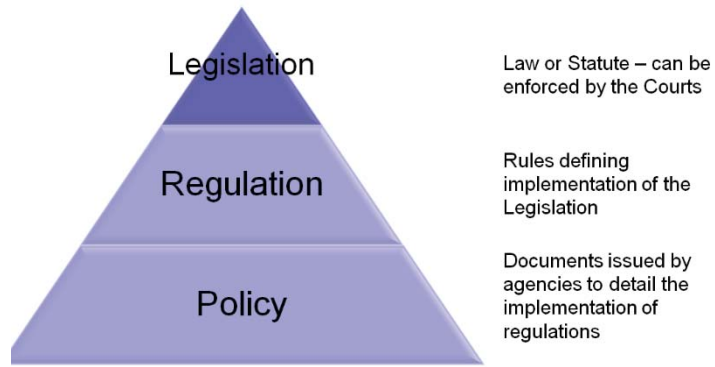 Legislation
Law or Statute – can be
enforced by the Courts
Regulation
Rules defining
implementation of the
Legislation
Policy
Documents issued by
agencies to detail the
implementation of
regulations